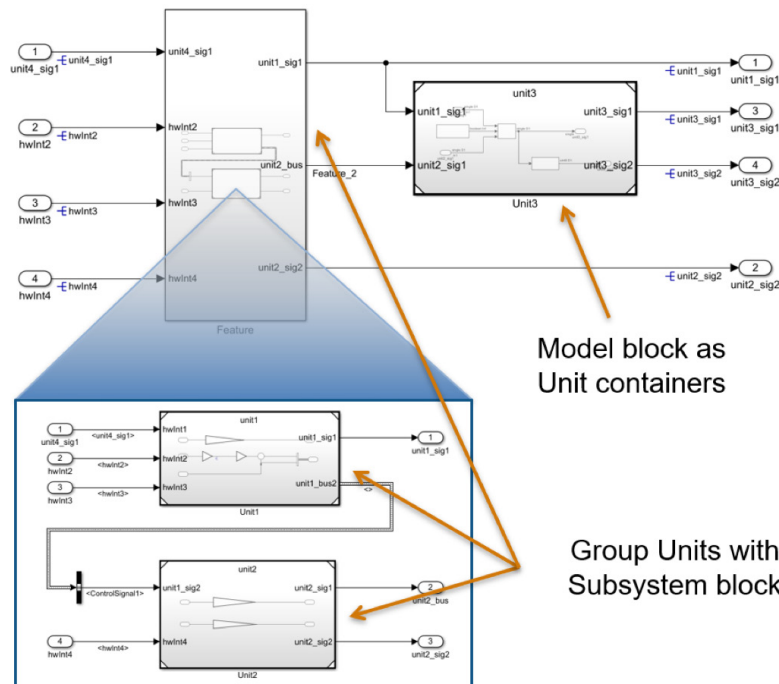 1
unit4_sig1
unit4_sig1
unit4_sig1
2
hwInt2
hwInt2
hwInt2
3
hwInt3
hwInt3
hwInt3
4
hwInt4
hwInt4
hwInt4
unit1_sig1
unit2_bus
unit2_sig2
Feature
Feature_2
unit3
unit1_sig1
unit2_sig1
unit3_sig1
unit3_sig2
Unit3
unit1_sig1
1
unit1_sig1
unit3_sig1
3
unit3_sig1
unit3_sig2
4
unit3_sig2
unit2_sig2
2
unit2_sig2
Model block as
Unit containers
1
unit4_sig1
<unit4_sig1>
2
hwInt2
<hwInt2>
3
hwInt3
<hwInt3>
unit1
hwInt1
hwInt2
hwInt3
unit1_sig1
unit1_bus2
Unit1
<>
1
unit1_sig1
<ControlSignal1>
4
hwInt4
<hwInt4>
unit2
unit1_sig2
hwInt4
unit2_sig1
unit2_sig2
Unit2
2
unit2_bus
3
unit2_sig2
Group Units with
Subsystem block